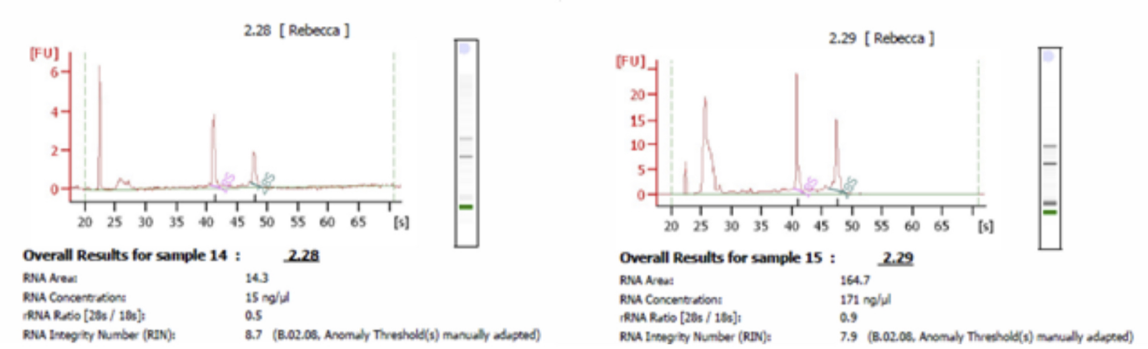 2.28 [ Rebecca ]
[FU]
6
4
2
0
18S
28S
20 25 30 35 40 45 50 55 60 65 [s]
Overall Results for sample 14 : 2.28
RNA Area: 14.3
RNA Concentration: 15 ng/µl
rRNA Ratio [28s / 18s]: 0.5
RNA Integrity Number (RIN): 8.7 (B.02.08, Anomaly Threshold(s) manually adapted)
2.29 [ Rebecca ]
[FU]
20
15
10
5
0
18S
28S
20 25 30 35 40 45 50 55 60 65 [s]
Overall Results for sample 15 : 2.29
RNA Area: 164.7
RNA Concentration: 171 ng/µl
rRNA Ratio [28s / 18s]: 0.9
RNA Integrity Number (RIN): 7.9 (B.02.08, Anomaly Threshold(s) manually adapted)